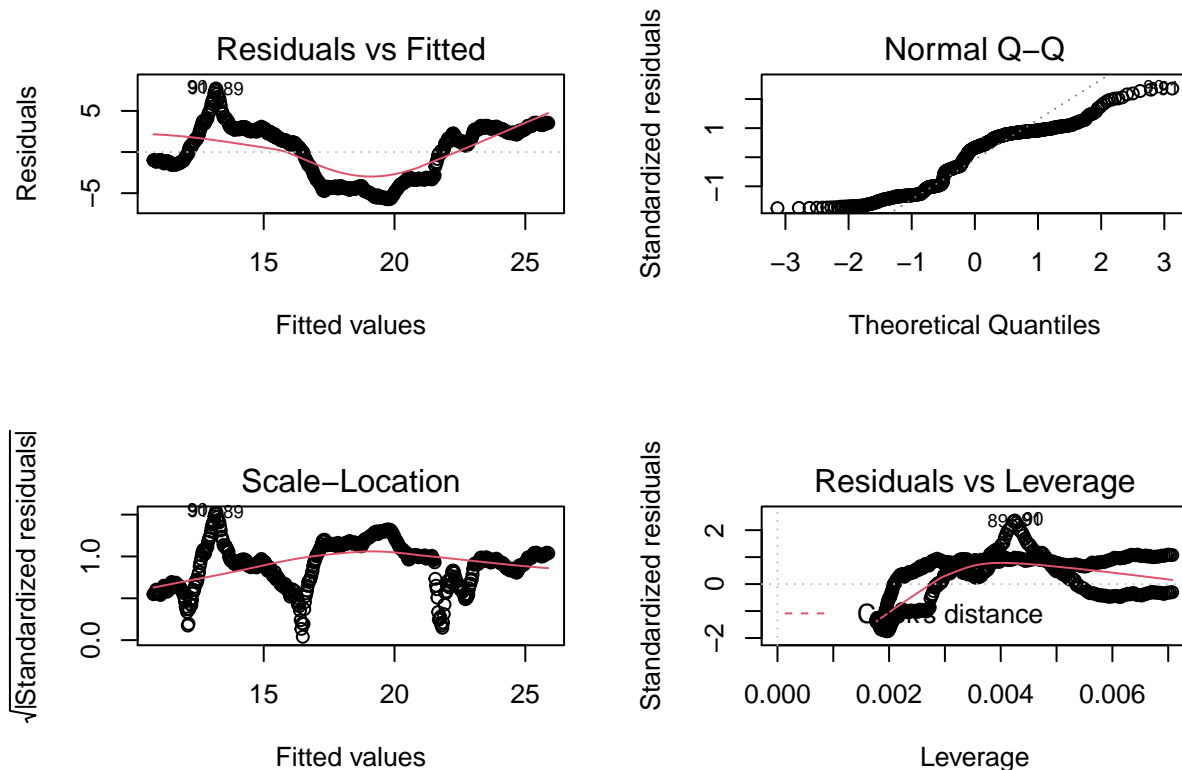 Residuals vs Fitted
Residuals
5
−5
89
15
20
25
Fitted values
Normal Q−Q
Standardized residuals
1
−1
−3
−2
−1
0
1
2
3
Theoretical Quantiles
Scale−Location
√|Standardized residuals|
1.0
0.0
15
20
25
Fitted values
Residuals vs Leverage
Standardized residuals
2
0
−2
89
distance
0.000
0.002
0.004
0.006
Leverage